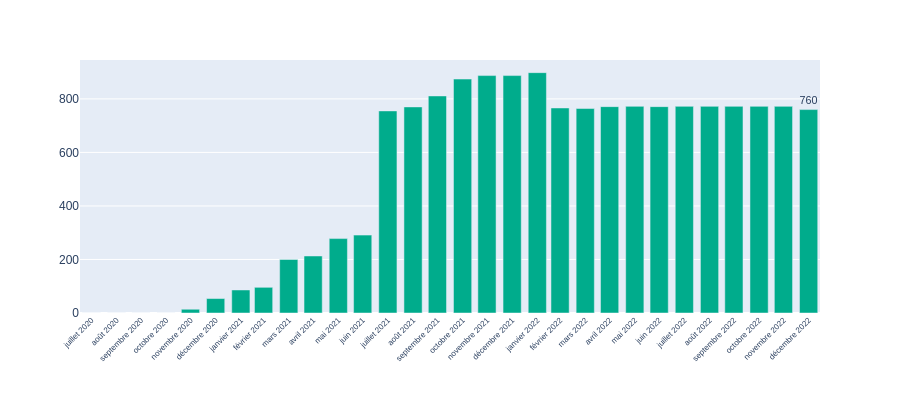 800
600
400
200
0
760
juillet 2020
août 2020
septembre 2020
octobre 2020
novembre 2020
décembre 2020
janvier 2021
février 2021
mars 2021
avril 2021
mai 2021
juin 2021
juillet 2021
août 2021
septembre 2021
octobre 2021
novembre 2021
décembre 2021
janvier 2022
février 2022
mars 2022
avril 2022
mai 2022
juin 2022
juillet 2022
août 2022
septembre 2022
octobre 2022
novembre 2022
décembre 2022